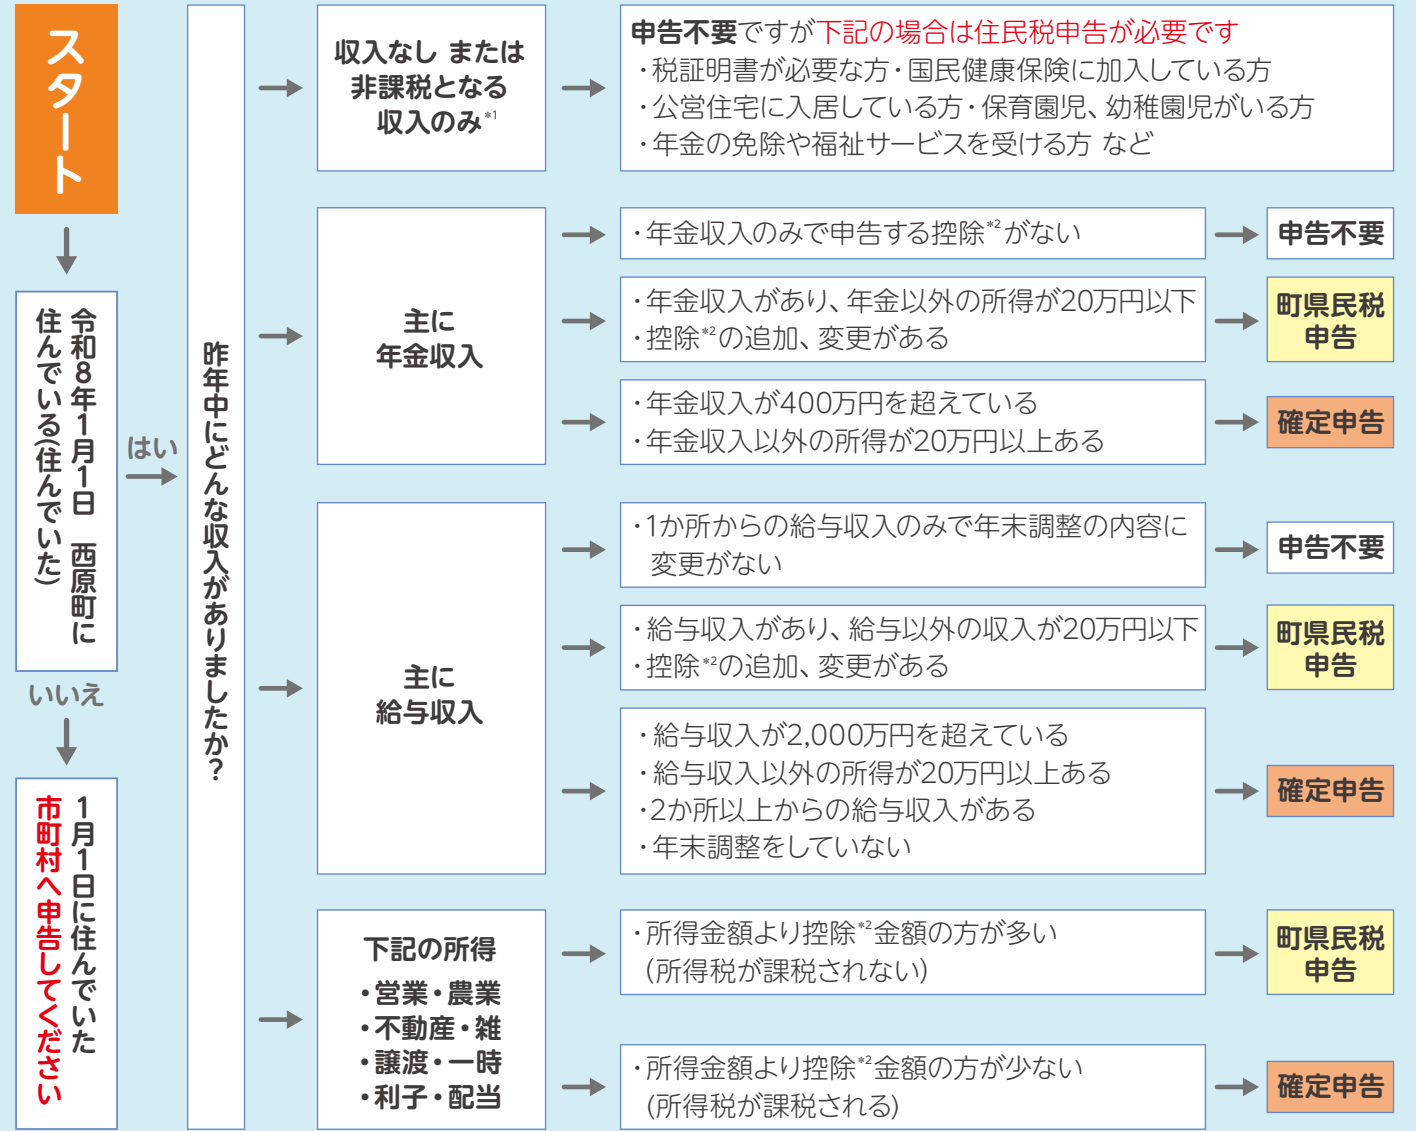 スタート
令和8年1月1日 西原町に
住んでいる(住んでいた)
はい
いいえ
1月1日に住んでいた
市町村へ申告してください
昨年中にどんな収入がありましたか?
収入なし または
非課税となる
収入のみ*1
申告不要ですが下記の場合は住民税申告が必要です
・税証明書が必要な方・国民健康保険に加入している方
・公営住宅に入居している方・保育園児、幼稚園児がいる方
・年金の免除や福祉サービスを受ける方 など
主に
年金収入
・年金収入のみで申告する控除*2がない
申告不要
・年金収入があり、年金以外の所得が20万円以下
・控除*2の追加、変更がある
町県民税
申告
・年金収入が400万円を超えている
・年金収入以外の所得が20万円以上ある
確定申告
主に
給与収入
・1か所からの給与収入のみで年末調整の内容に
変更がない
申告不要
・給与収入があり、給与以外の収入が20万円以下
・控除*2の追加、変更がある
町県民税
申告
・給与収入が2,000万円を超えている
・給与収入以外の所得が20万円以上ある
・2か所以上からの給与収入がある
・年末調整をしていない
確定申告
下記の所得
・営業・農業
・不動産・雑
・譲渡・一時
・利子・配当
・所得金額より控除*2金額の方が多い
(所得税が課税されない)
町県民税
申告
・所得金額より控除*2金額の方が少ない
(所得税が課税される)
確定申告